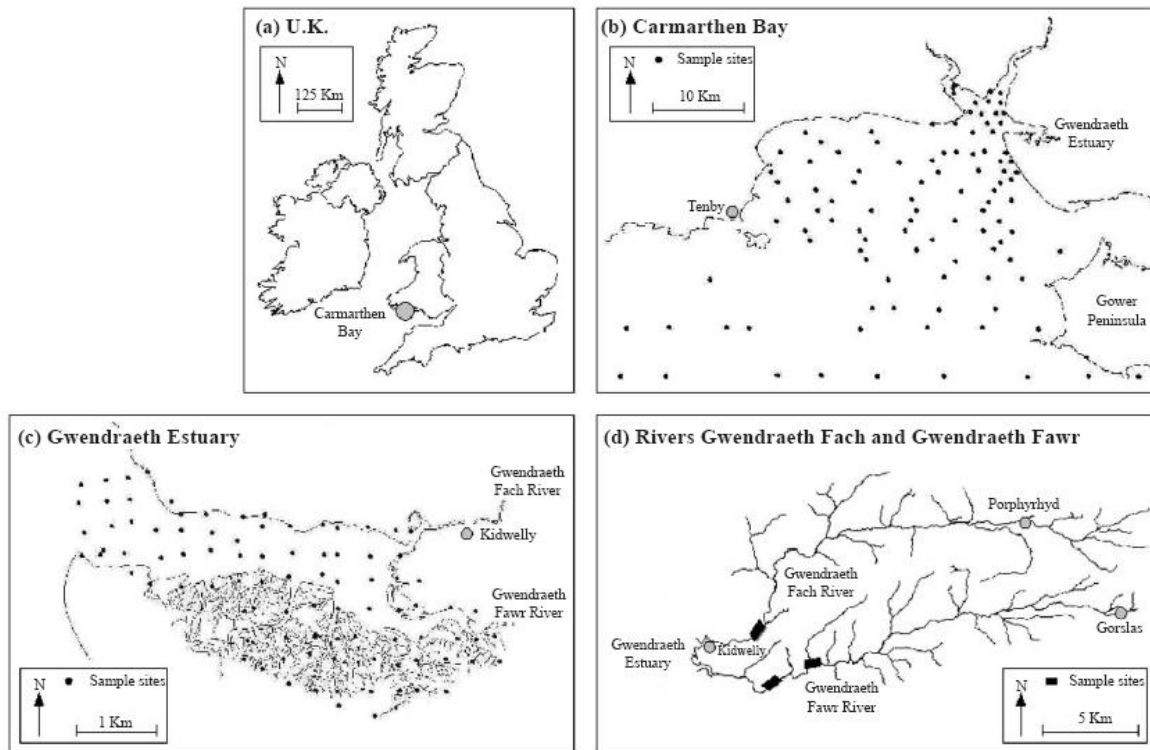 (a) U.K.
N
125 Km
Carmarthen
Bay
(b) Carmarthen Bay
N
Sample sites
10 Km
Gwendraeth
Estuary
Tenby
Gower
Peninsula
(c) Gwendraeth Estuary
Gwendraeth
Fach River
Kidwelly
Gwendraeth
Fawr River
N
Sample sites
1 Km
(d) Rivers Gwendraeth Fach and Gwendraeth Fawr
Porphyrhyd
Gwendraeth
Fach River
Gorslas
Gwendraeth
Estuary
Kidwelly
Gwendraeth
Fawr River
N
Sample sites
5 Km